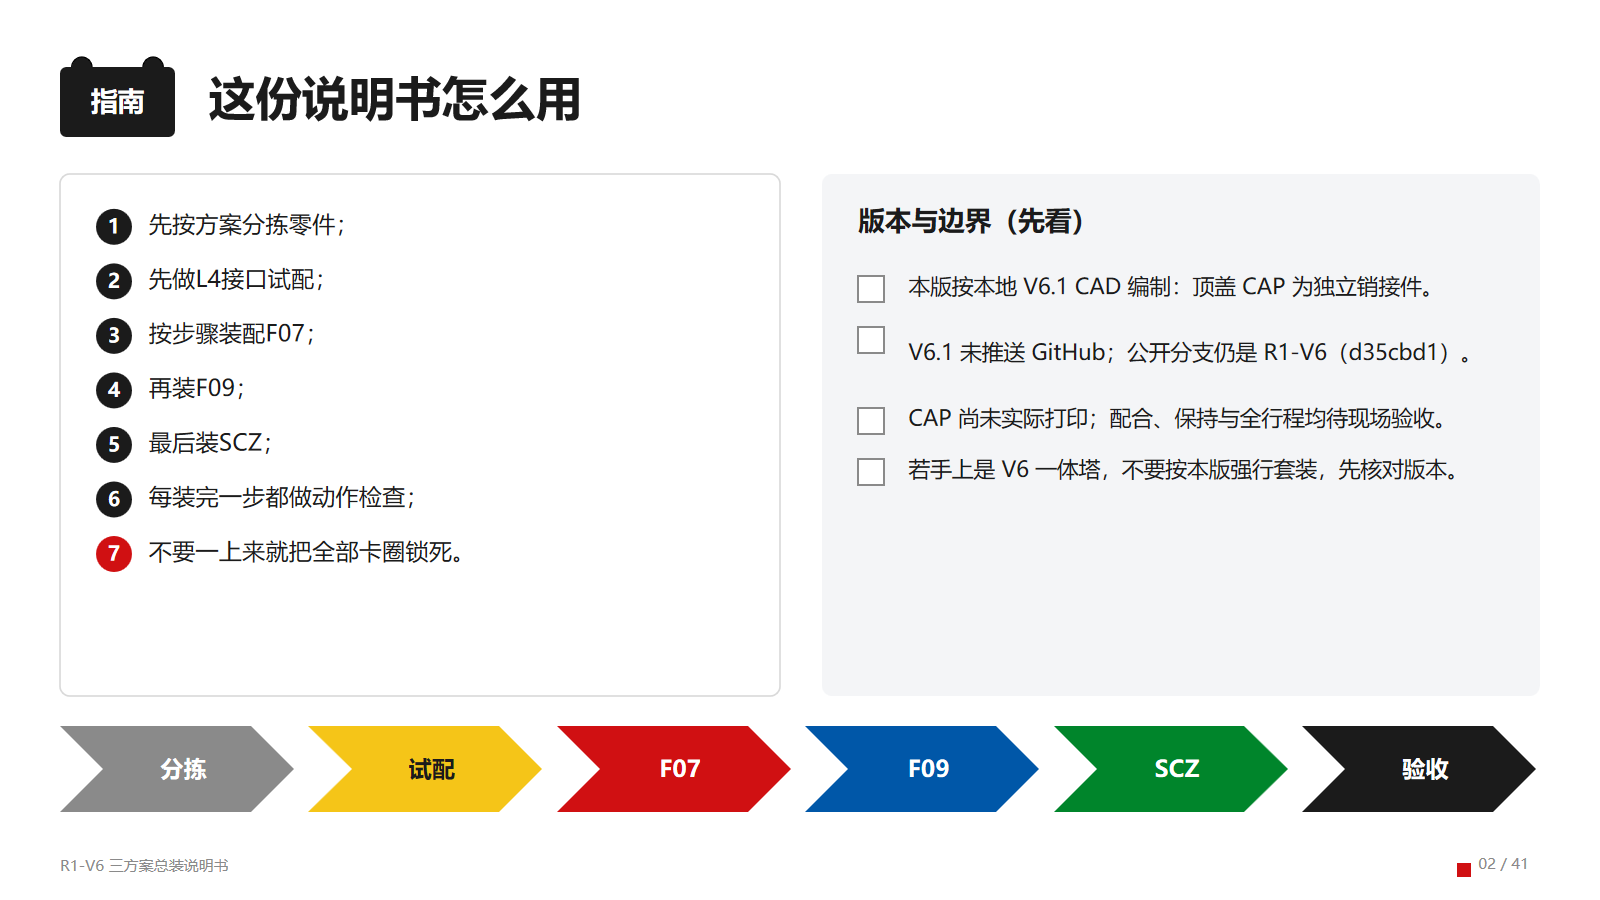 指南
这份说明书怎么用
1 先按方案分拣零件；
2 先做L4接口试配；
3 按步骤装配F07；
4 再装F09；
5 最后装SCZ；
6 每装完一步都做动作检查；
7 不要一上来就把全部卡圈锁死。
版本与边界（先看）
本版按本地 V6.1 CAD 编制：顶盖 CAP 为独立销接件。
V6.1 未推送 GitHub；公开分支仍是 R1-V6（d35cbd1）。
CAP 尚未实际打印；配合、保持与全行程均待现场验收。
若手上是 V6 一体塔，不要按本版强行套装，先核对版本。
分拣
试配
F07
F09
SCZ
验收
R1-V6 三方案总装说明书
02 / 41